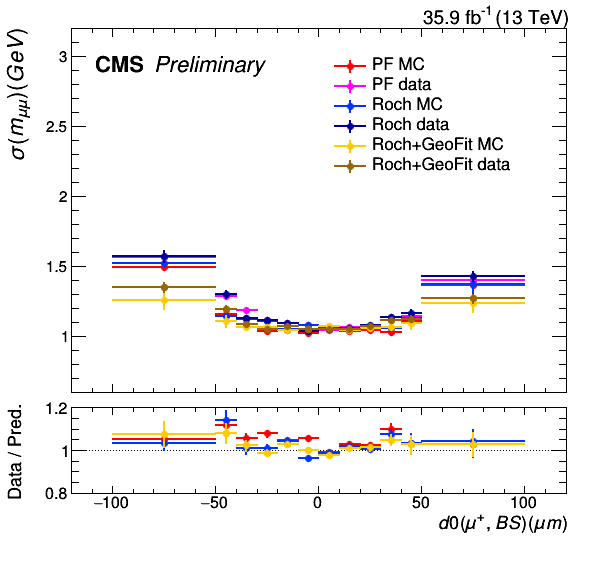 35.9 fb⁻¹ (13 TeV)
σ(m_μμ)(GeV)
CMS Preliminary
PF MC
PF data
Roch MC
Roch data
Roch+GeoFit MC
Roch+GeoFit data
3
2.5
2
1.5
1
Data / Pred.
1.2
1
0.8
−100 −50 0 50 100
d0(μ⁺, BS)(μm)